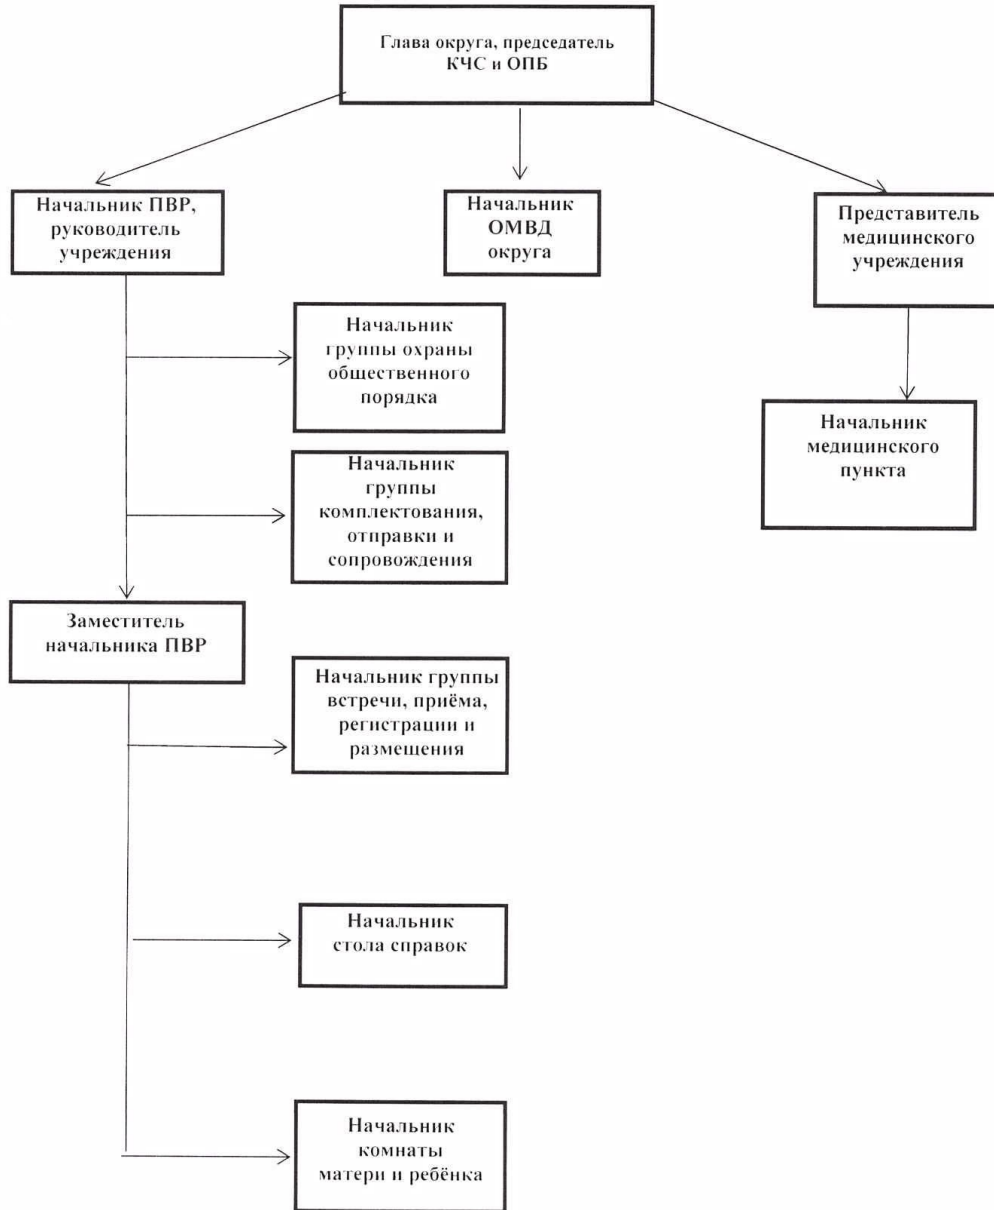 Глава округа, председатель
КЧС и ОПБ
Начальник ПВР,
руководитель
учреждения
Начальник
ОМВД
округа
Представитель
медицинского
учреждения
Начальник
группы охраны
общественного
порядка
Начальник
медицинского
пункта
Начальник
группы
комплектования,
отправки и
сопровождения
Заместитель
начальника ПВР
Начальник группы
встречи, приёма,
регистрации и
размещения
Начальник
стола справок
Начальник
комнаты
матери и ребёнка